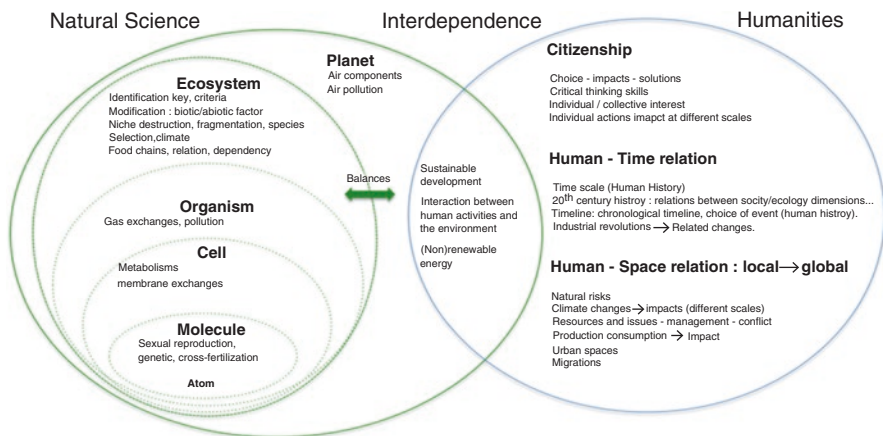 Natural Science
Interdependence
Humanities
Planet
Air components
Air pollution
Ecosystem
Identification key, criteria
Modification : biotic/abiotic factor
Niche destruction, fragmentation, species
Selection,climate
Food chains, relation, dependency
Organism
Gas exchanges, pollution
Cell
Metabolisms
membrane exchanges
Molecule
Sexual reproduction,
genetic, cross-fertilization
Atom
Balances
Sustainable
development
Interaction between
human activities and
the environment
(Non)renewable
energy
Citizenship
Choice - impacts - solutions
Critical thinking skills
Individual / collective interest
Individual actions imapct at different scales
Human - Time relation
Time scale (Human History)
20th century histroy : relations between socity/ecology dimensions...
Timeline: chronological timeline, choice of event (human histroy).
Industrial revolutions → Related changes.
Human - Space relation : local→global
Natural risks
Climate changes→impacts (different scales)
Resources and issues - management - conflict
Production consumption → Impact
Urban spaces
Migrations